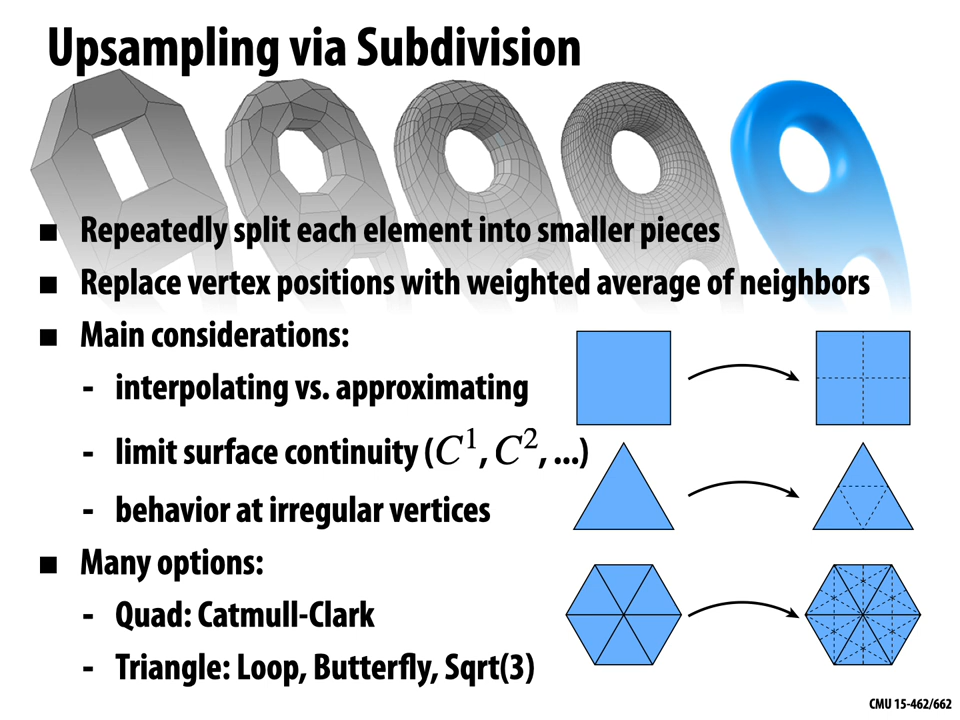 Upsampling via Subdivision
■ Repeatedly split each element into smaller pieces
■ Replace vertex positions with weighted average of neighbors
■ Main considerations:
- interpolating vs. approximating
- limit surface continuity (C¹, C², ...)
- behavior at irregular vertices
■ Many options:
- Quad: Catmull-Clark
- Triangle: Loop, Butterfly, Sqrt(3)
CMU 15-462/662